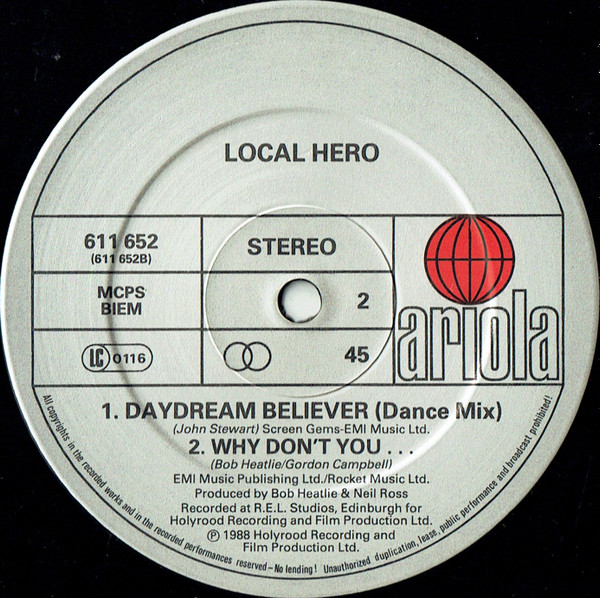 LOCAL HERO
611 652
(611 652B)
STEREO
MCPS
BIEM
2
LC 0116
45
ariola
1. DAYDREAM BELIEVER (Dance Mix)
(John Stewart) Screen Gems-EMI Music Ltd.
2. WHY DON'T YOU . . .
(Bob Heatlie/Gordon Campbell)
EMI Music Publishing Ltd./Rocket Music Ltd.
Produced by Bob Heatlie & Neil Ross
Recorded at R.E.L. Studios, Edinburgh for
Holyrood Recording and Film Production Ltd.
℗ 1988 Holyrood Recording and
Film Production Ltd.
All copyrights in the recorded works and in the recorded performances reserved–No lending! Unauthorized duplication, lease, public performance and broadcast prohibited!